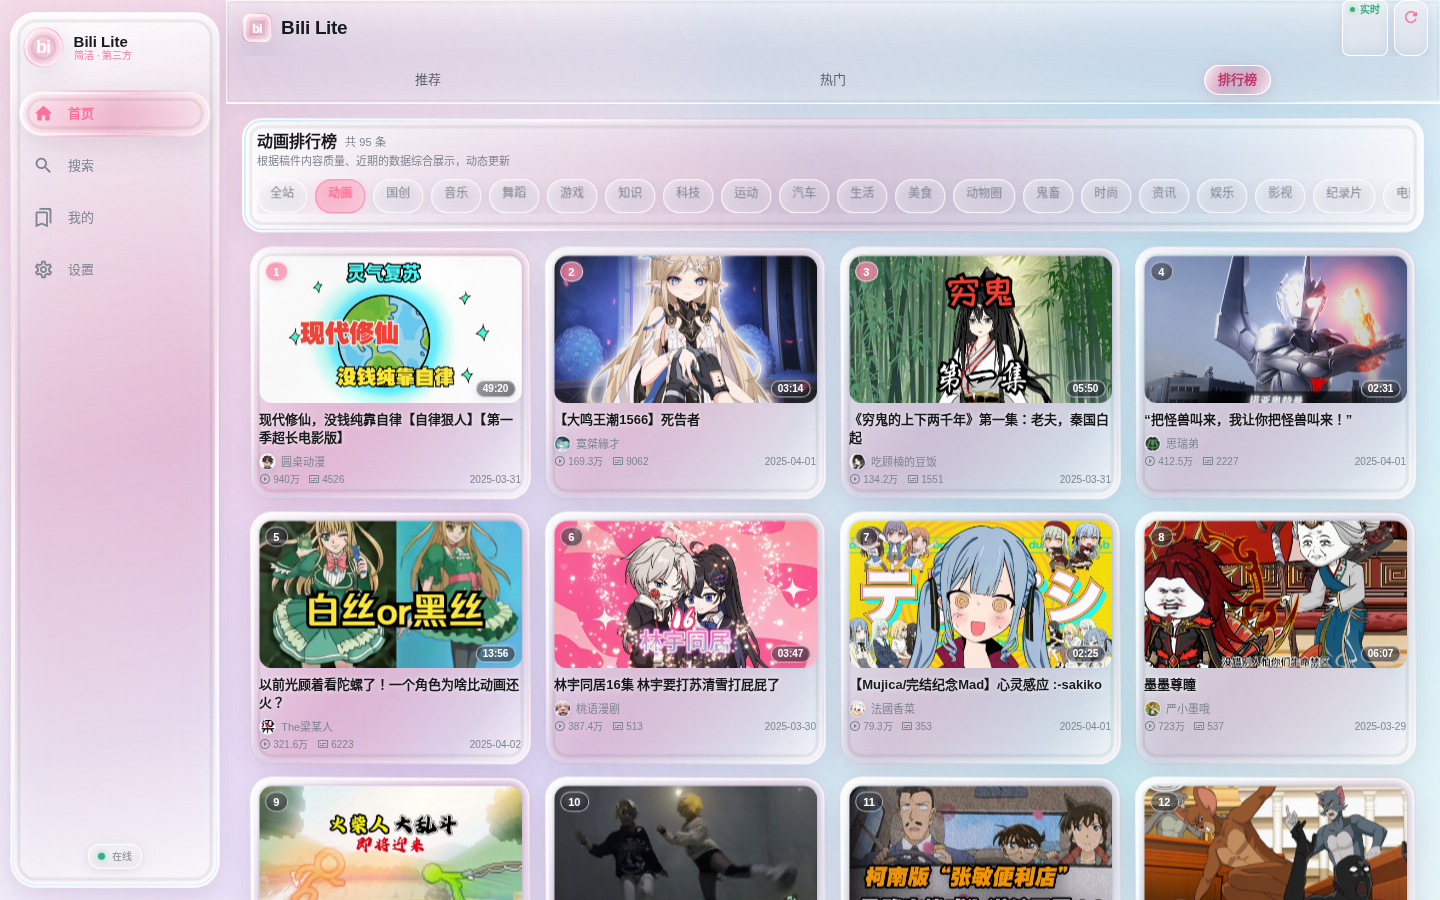 bi
Bili Lite
简洁 · 第三方
首页
搜索
我的
设置
在线
bi
Bili Lite
实时
推荐
热门
排行榜
动画排行榜 共 95 条
根据稿件内容质量、近期的数据综合展示，动态更新
全站
动画
国创
音乐
舞蹈
游戏
知识
科技
运动
汽车
生活
美食
动物圈
鬼畜
时尚
资讯
娱乐
影视
纪录片
1
灵气复苏
现代修仙
没钱纯靠自律
49:20
现代修仙，没钱纯靠自律【自律狠人】【第一
季超长电影版】
圆桌动漫
940万 4526 2025-03-31
2
03:14
【大鸣王潮1566】死告者
寞桀緣才
169.3万 9062 2025-04-01
3
穷鬼
第一集
05:50
《穷鬼的上下两千年》第一集：老夫，秦国白
起
吃顾楠的豆饭
134.2万 1551 2025-03-31
4
02:31
“把怪兽叫来，我让你把怪兽叫来！”
思瑞弟
412.5万 2227 2025-04-01
5
白丝or黑丝
13:56
以前光顾着看陀螺了！一个角色为啥比动画还
火？
The梁某人
321.6万 6223 2025-04-02
6
16
林宇同居
03:47
林宇同居16集 林宇要打苏清雪打屁屁了
桃语漫剧
387.4万 513 2025-03-30
7
テ
シ
02:25
【Mujica/完结纪念Mad】心灵感应 :-sakiko
法國香菜
79.3万 353 2025-04-01
8
06:07
墨墨尊瞳
严小墨哦
723万 537 2025-03-29
9
火柴人大乱斗
即将迎来
10
11
柯南版“张敏便利店”
12